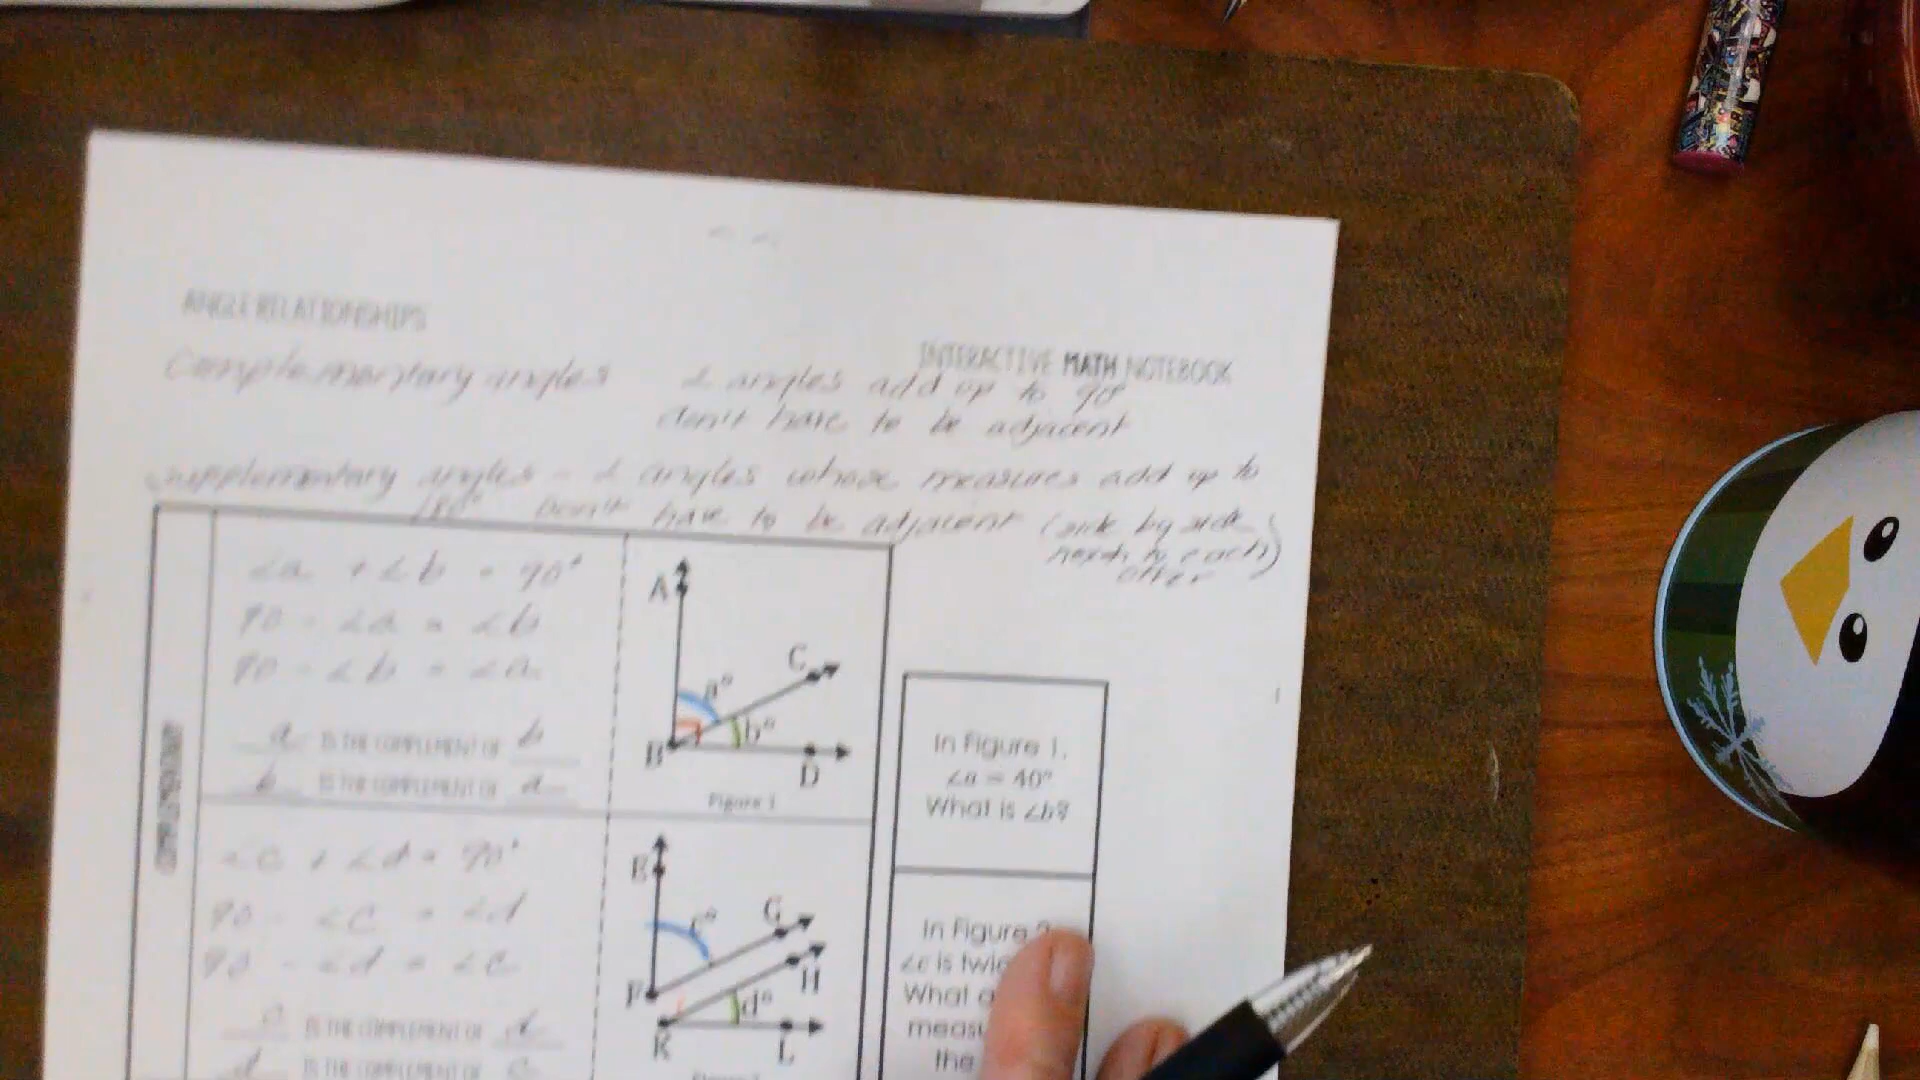 ANGLE RELATIONSHIPS
INTERACTIVE MATH NOTEBOOK
Complementary angles 2 angles add up to 90°
don't have to be adjacent
Supplementary angles - 2 angles whose measures add up to
180° Don't have to be adjacent (side by side
next to each)
other
COMPLEMENTARY
∠a + ∠b = 90°
90 - ∠a = ∠b
90 - ∠b = ∠a
a IS THE COMPLEMENT OF b
b IS THE COMPLEMENT OF a
A
C
a°
b°
B
D
Figure 1
∠c + ∠d = 90°
90 - ∠c = ∠d
90 - ∠d = ∠c
c IS THE COMPLEMENT OF d
d IS THE COMPLEMENT OF c
E
G
c°
H
F
d°
K
L
In Figure 1,
∠a = 40°
What is ∠b?
In Figure 2,
∠c is
What
the